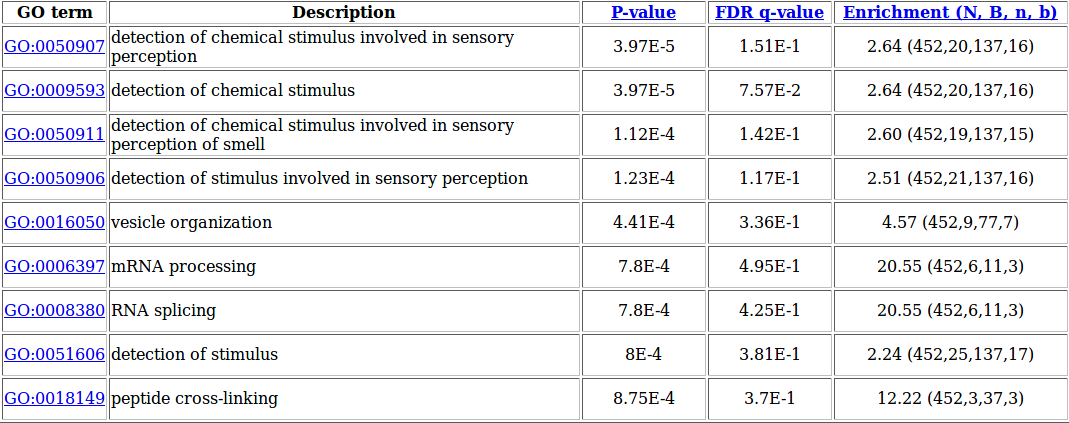 GO term Description P-value FDR q-value Enrichment (N, B, n, b)
GO:0050907 detection of chemical stimulus involved in sensory perception 3.97E-5 1.51E-1 2.64 (452,20,137,16)
GO:0009593 detection of chemical stimulus 3.97E-5 7.57E-2 2.64 (452,20,137,16)
GO:0050911 detection of chemical stimulus involved in sensory perception of smell 1.12E-4 1.42E-1 2.60 (452,19,137,15)
GO:0050906 detection of stimulus involved in sensory perception 1.23E-4 1.17E-1 2.51 (452,21,137,16)
GO:0016050 vesicle organization 4.41E-4 3.36E-1 4.57 (452,9,77,7)
GO:0006397 mRNA processing 7.8E-4 4.95E-1 20.55 (452,6,11,3)
GO:0008380 RNA splicing 7.8E-4 4.25E-1 20.55 (452,6,11,3)
GO:0051606 detection of stimulus 8E-4 3.81E-1 2.24 (452,25,137,17)
GO:0018149 peptide cross-linking 8.75E-4 3.7E-1 12.22 (452,3,37,3)